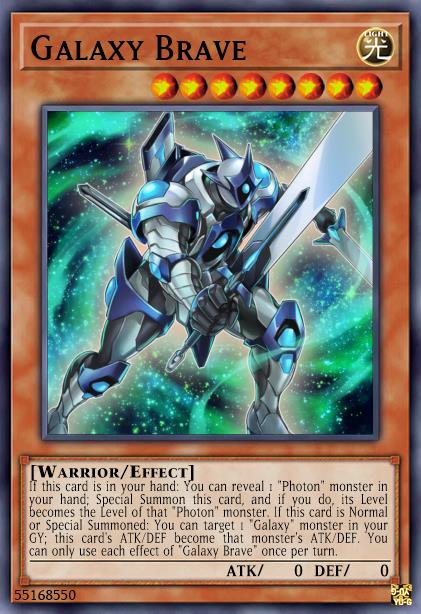 GALAXY BRAVE
LIGHT
光
[WARRIOR/EFFECT]
If this card is in your hand: You can reveal 1 "Photon" monster in
your hand; Special Summon this card, and if you do, its Level
becomes the Level of that "Photon" monster. If this card is Normal
or Special Summoned: You can target 1 "Galaxy" monster in your
GY; this card's ATK/DEF become that monster's ATK/DEF. You
can only use each effect of "Galaxy Brave" once per turn.
ATK/ 0 DEF/ 0
55168550